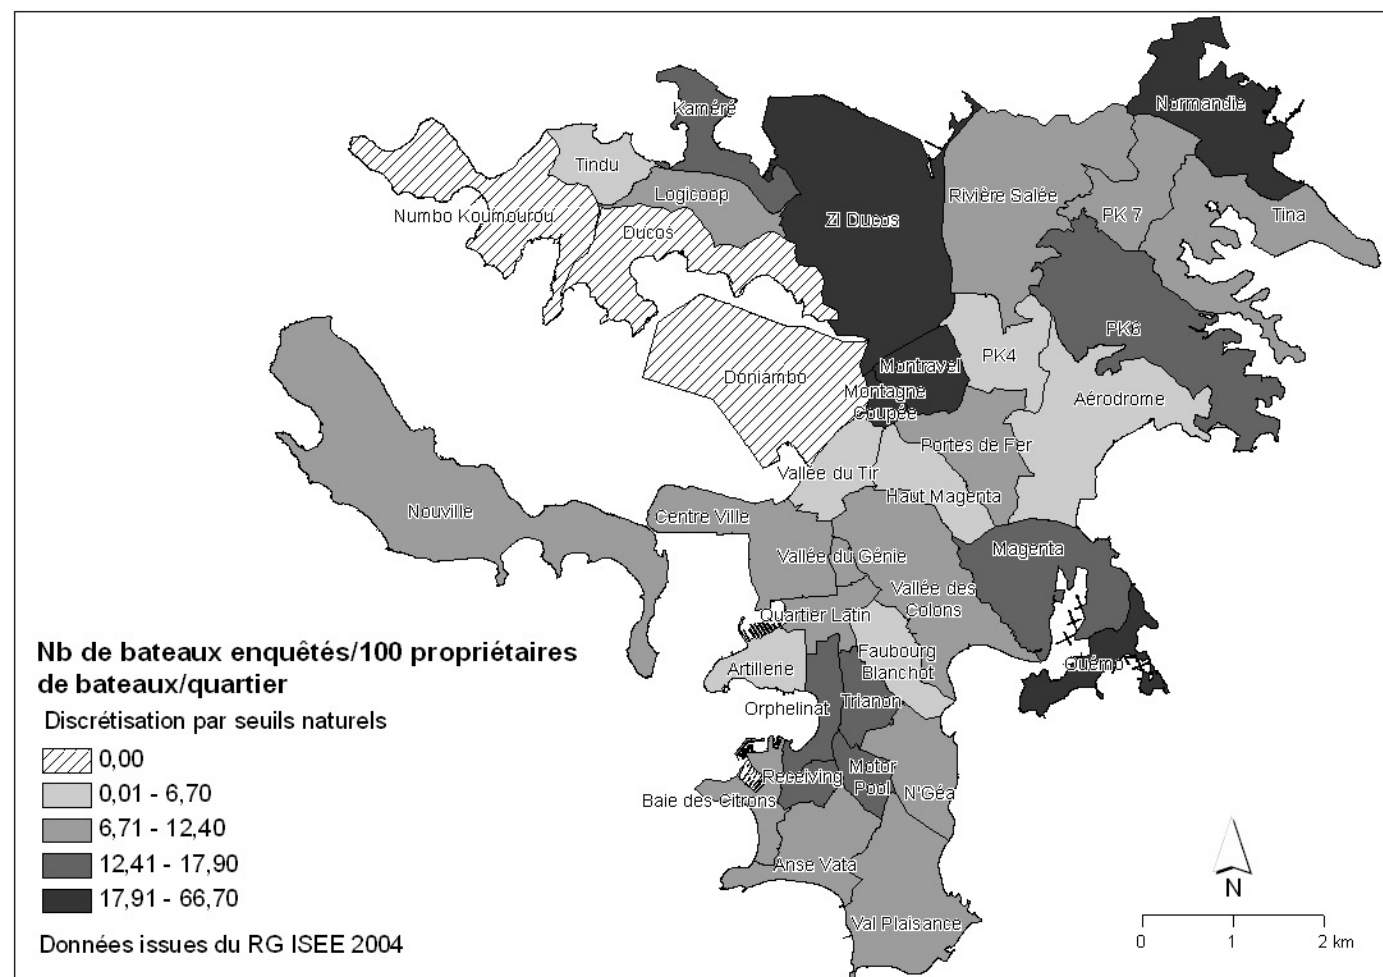 Normandie
Kaméré
Tindu
Logicoop
Rivière Salée
PK 7
Tina
Numbo Koumourou
Ducos
ZI Ducos
PK6
Montravel
PK4
Doniambo
Montagne
Coupée
Aérodrome
Portes de Fer
Vallée du Tir
Haut Magenta
Nouville
Centre Ville
Magenta
Vallée du Génie
Vallée des
Colons
Quartier Latin
Faubourg
Blanchot
Ouémo
Artillerie
Orphelinat
Trianon
Receiving
Motor
Pool
N'Géa
Baie des Citrons
Anse Vata
Val Plaisance
Nb de bateaux enquêtés/100 propriétaires
de bateaux/quartier
Discrétisation par seuils naturels
0,00
0,01 - 6,70
6,71 - 12,40
12,41 - 17,90
17,91 - 66,70
Données issues du RG ISEE 2004
N
0 1 2 km